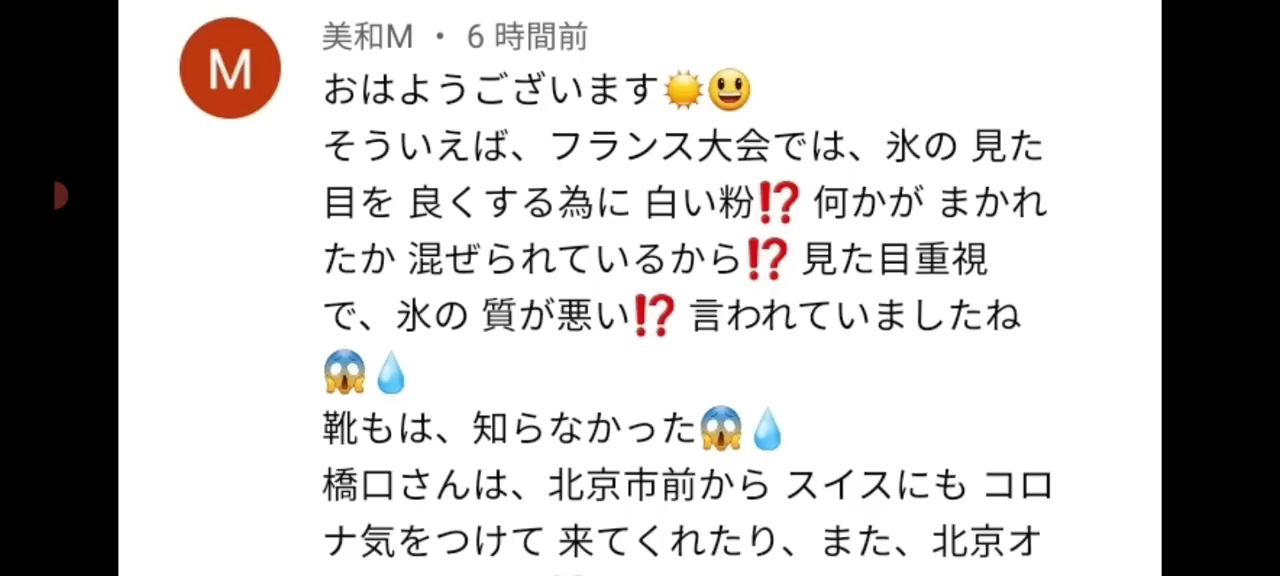 M
美和M ・ 6 時間前
おはようございます☀️😃
そういえば、フランス大会では、氷の 見た
目を 良くする為に 白い粉⁉️ 何かが まかれ
たか 混ぜられているから⁉️ 見た目重視
で、氷の 質が悪い⁉️ 言われていましたね
😱💧
靴もは、知らなかった😱💧
橋口さんは、北京市前から スイスにも コロ
ナ気をつけて 来てくれたり、また、北京オ